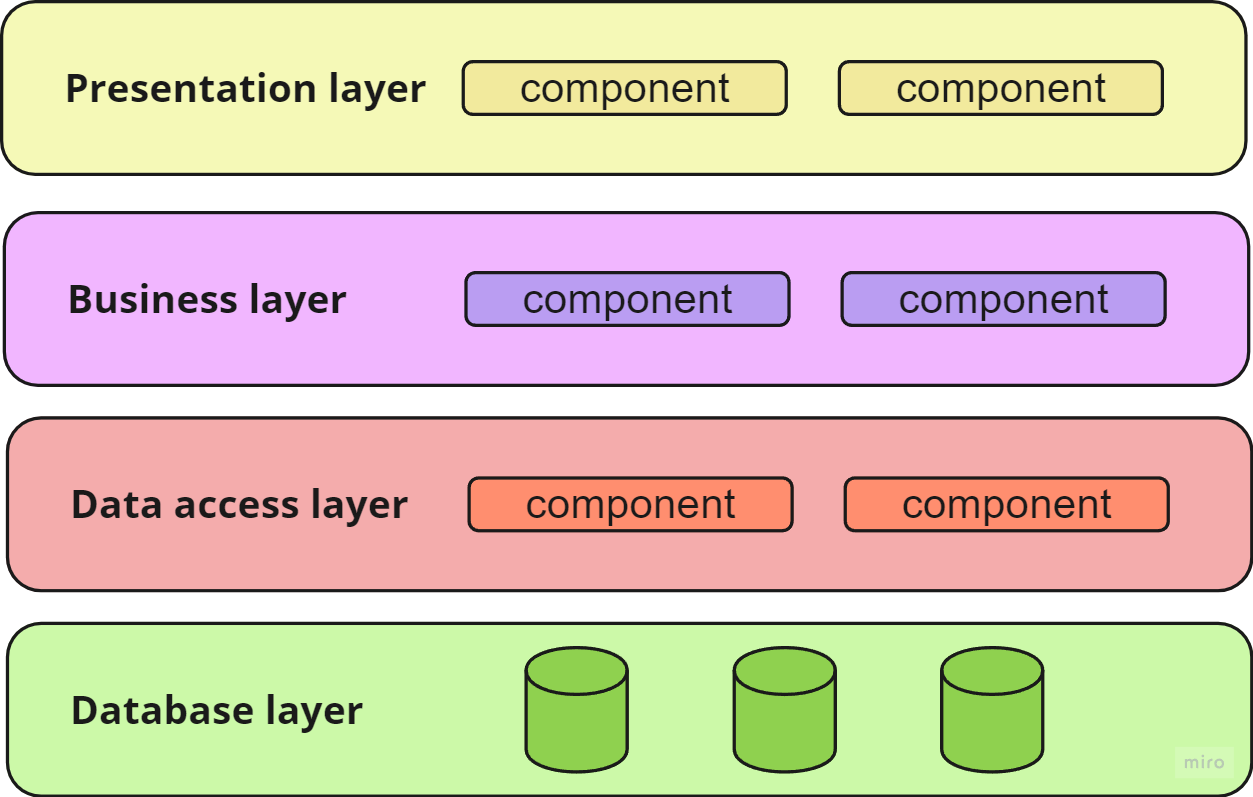 Presentation layer component component
Business layer component component
Data access layer component component
Database layer
miro